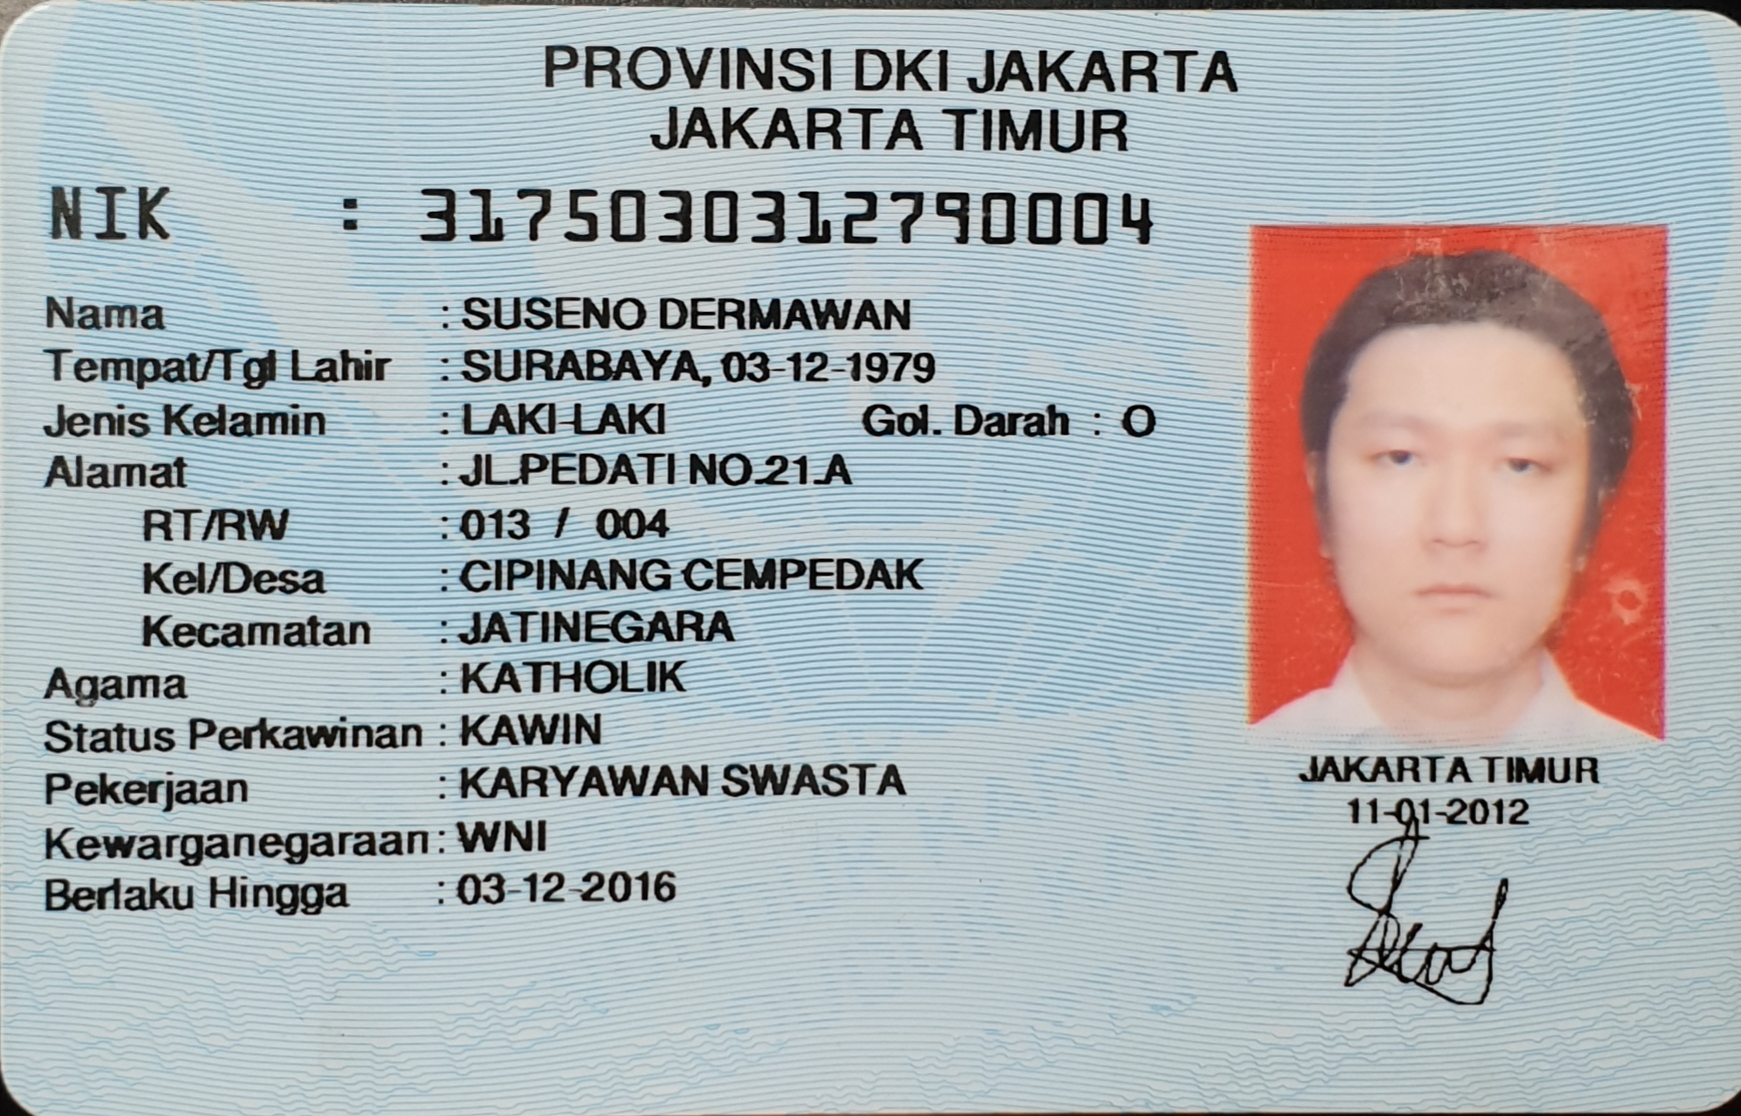 PROVINSI DKI JAKARTA
JAKARTA TIMUR
NIK : 3175030312790004
Nama : SUSENO DERMAWAN
Tempat/Tgl Lahir : SURABAYA, 03-12-1979
Jenis Kelamin : LAKI-LAKI Gol. Darah : O
Alamat : JL.PEDATI NO.21.A
RT/RW : 013 / 004
Kel/Desa : CIPINANG CEMPEDAK
Kecamatan : JATINEGARA
Agama : KATHOLIK
Status Perkawinan : KAWIN
Pekerjaan : KARYAWAN SWASTA
Kewarganegaraan : WNI
Berlaku Hingga : 03-12-2016
JAKARTA TIMUR
11-01-2012